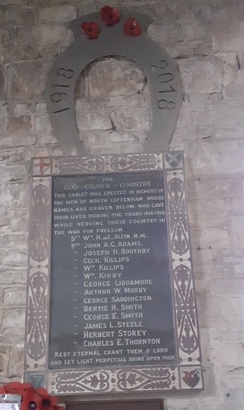 1918 2018
FOR
GOD - CHURCH - COUNTRY
THIS TABLET WAS ERECTED IN MEMORY OF
THE MEN OF NORTH LUFFENHAM, WHOSE
NAMES ARE GRAVEN BELOW, WHO GAVE
THEIR LIVES DURING THE YEARS 1914-1918
WHILST SERVING THEIR COUNTRY IN
THE WAR FOR FREEDOM
JOHN A.C. ADAMS.
JOSEPH H. BOOTHBY
CECIL KILLIPS
Wm. KILLIPS
Wm. KIRBY
GEORGE LIDDAMORE
ARTHUR W. MORBY
GEORGE SADDINGTON
BERTIE H. SMITH
GEORGE E. SMITH
JAMES L. STEELE
HERBERT STOREY
CHARLES E. THORNTON
REST ETERNAL GRANT THEM O LORD
AND LET LIGHT PERPETUAL SHINE UPON THEM